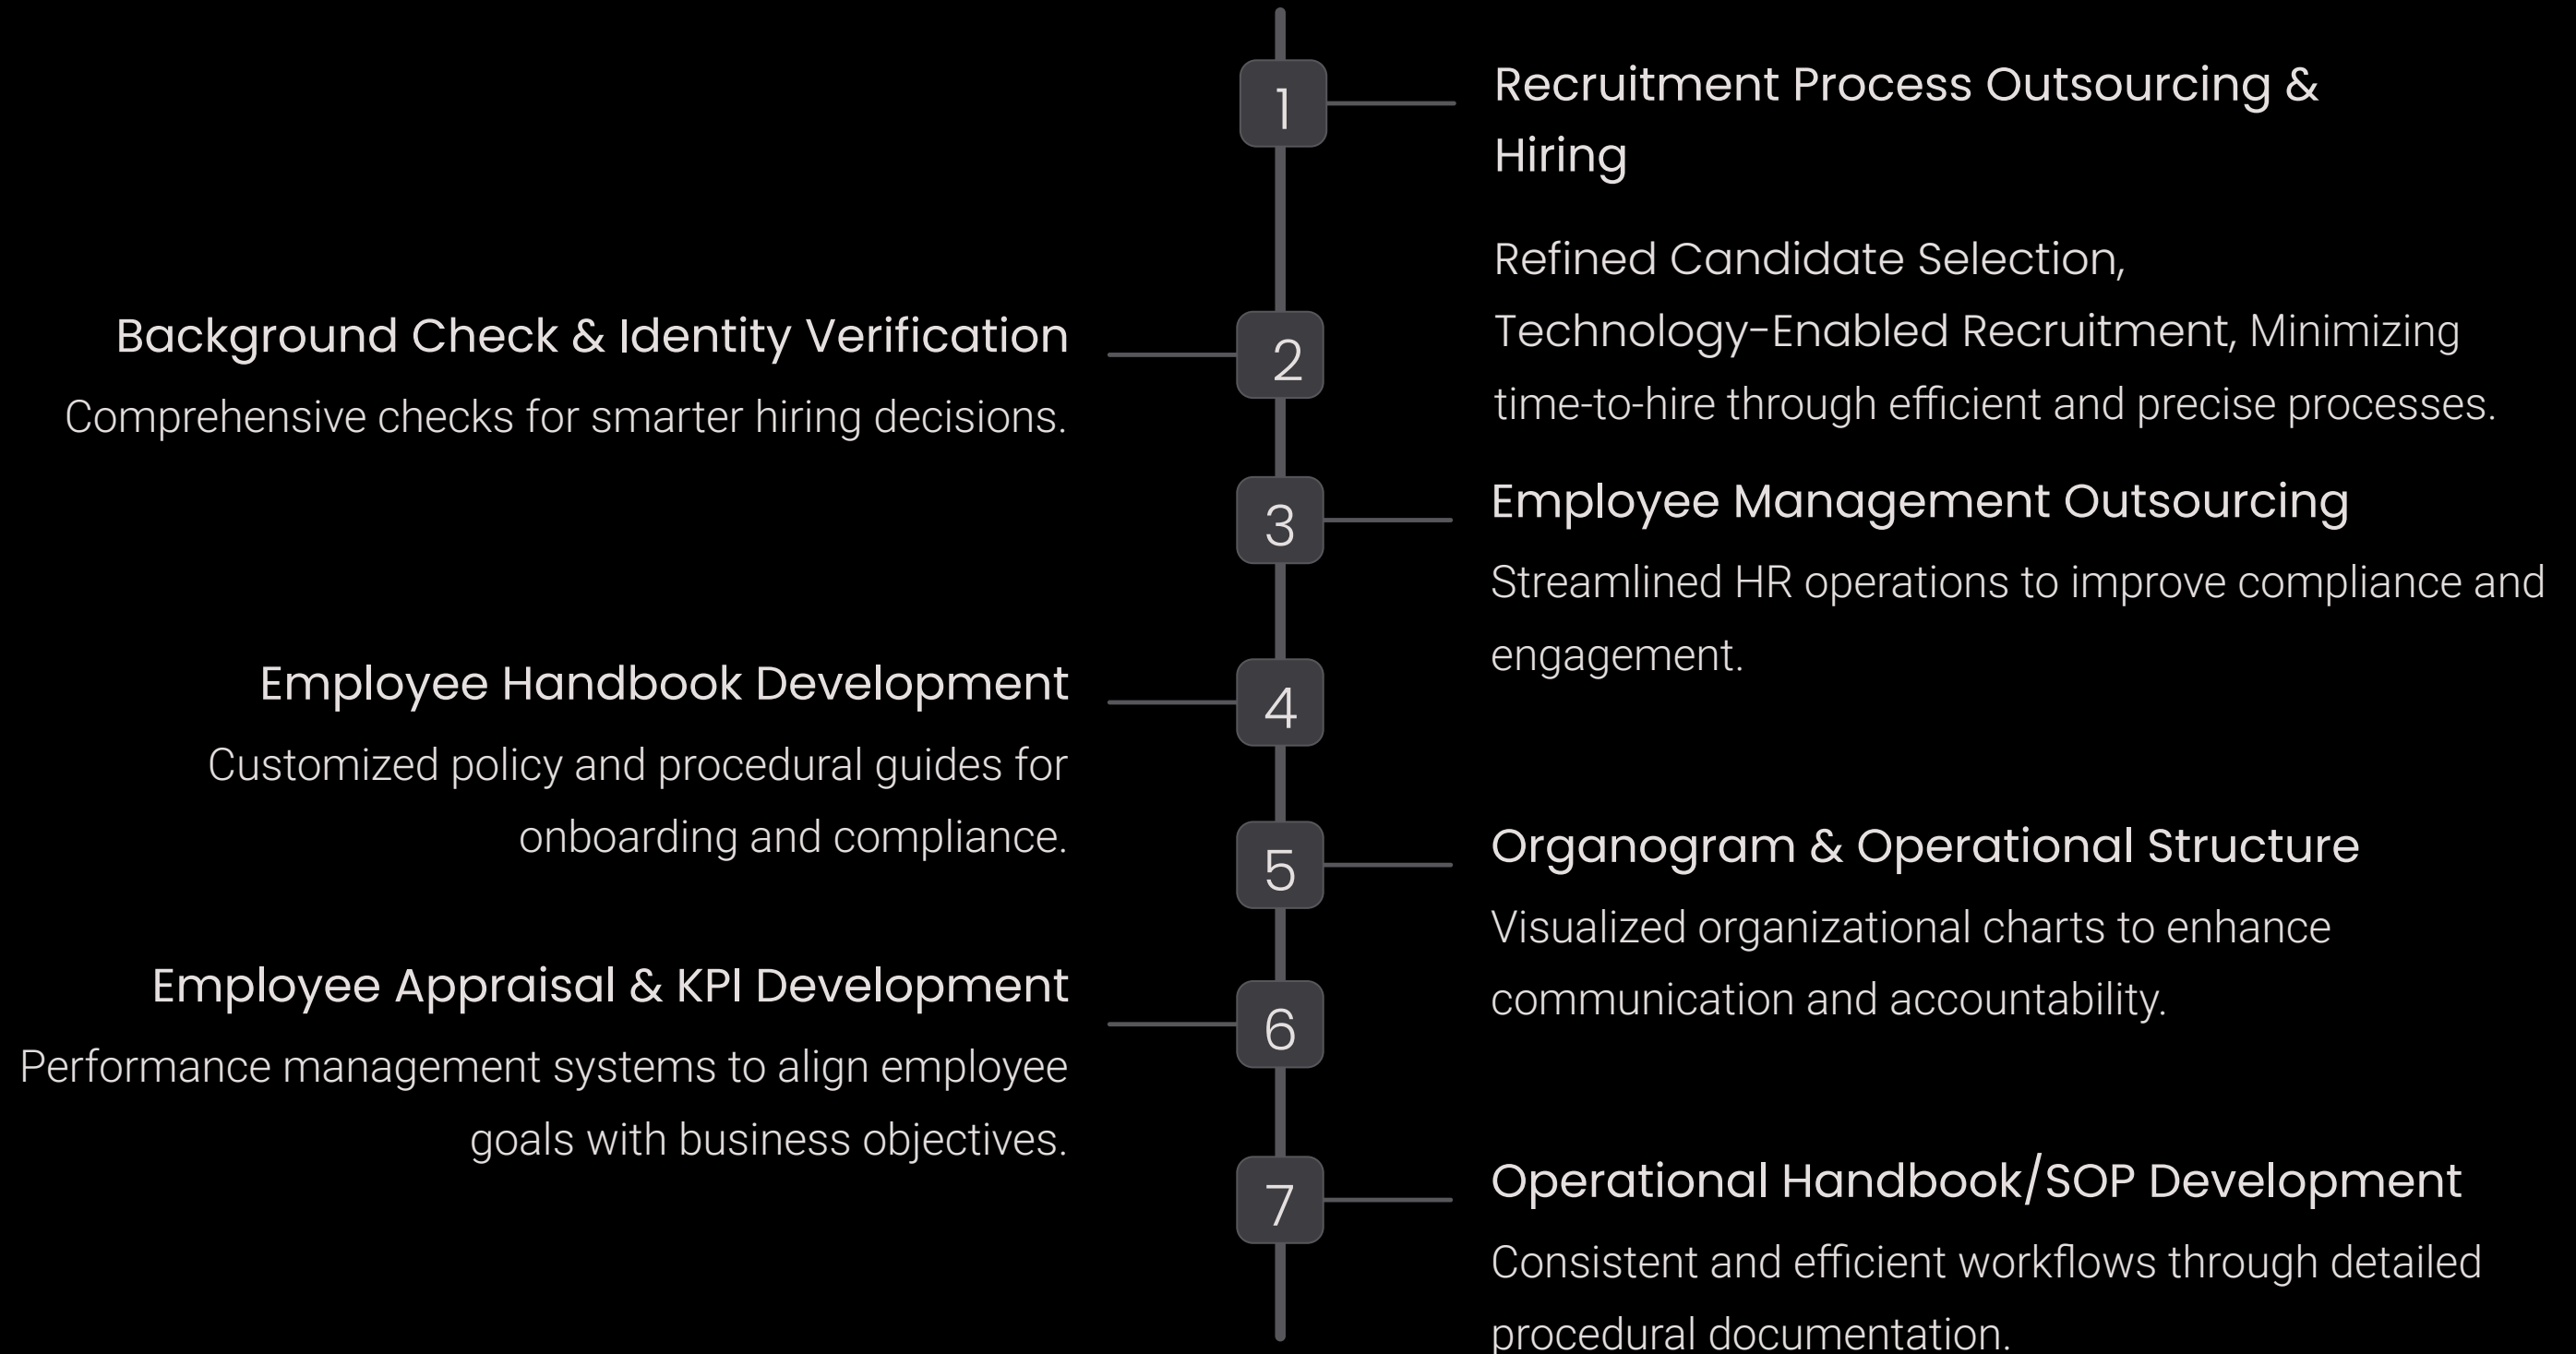 1
Recruitment Process Outsourcing &
Hiring
Refined Candidate Selection,
Technology-Enabled Recruitment, Minimizing
time-to-hire through efficient and precise processes.
2
Background Check & Identity Verification
Comprehensive checks for smarter hiring decisions.
3
Employee Management Outsourcing
Streamlined HR operations to improve compliance and
engagement.
4
Employee Handbook Development
Customized policy and procedural guides for
onboarding and compliance.
5
Organogram & Operational Structure
Visualized organizational charts to enhance
communication and accountability.
6
Employee Appraisal & KPI Development
Performance management systems to align employee
goals with business objectives.
7
Operational Handbook/SOP Development
Consistent and efficient workflows through detailed
procedural documentation.